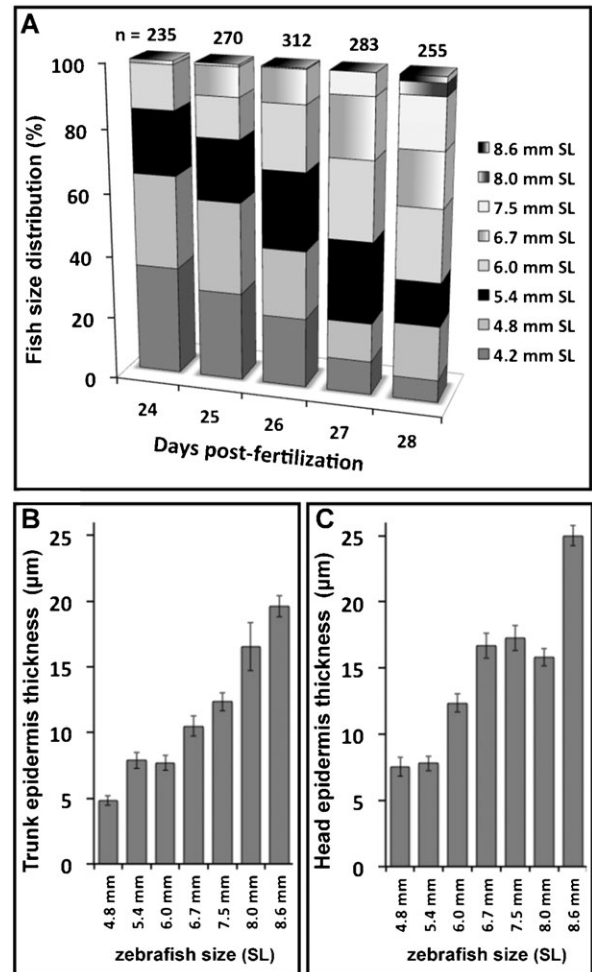 A
n = 235 270 312 283 255
Fish size distribution (%)
100
80
60
40
20
0
24 25 26 27 28
Days post-fertilization
8.6 mm SL
8.0 mm SL
7.5 mm SL
6.7 mm SL
6.0 mm SL
5.4 mm SL
4.8 mm SL
4.2 mm SL
B
Trunk epidermis thickness (µm)
25
20
15
10
5
0
4.8 mm
5.4 mm
6.0 mm
6.7 mm
7.5 mm
8.0 mm
8.6 mm
zebrafish size (SL)
C
Head epidermis thickness (µm)
25
20
15
10
5
0
4.8 mm
5.4 mm
6.0 mm
6.7 mm
7.5 mm
8.0 mm
8.6 mm
zebrafish size (SL)